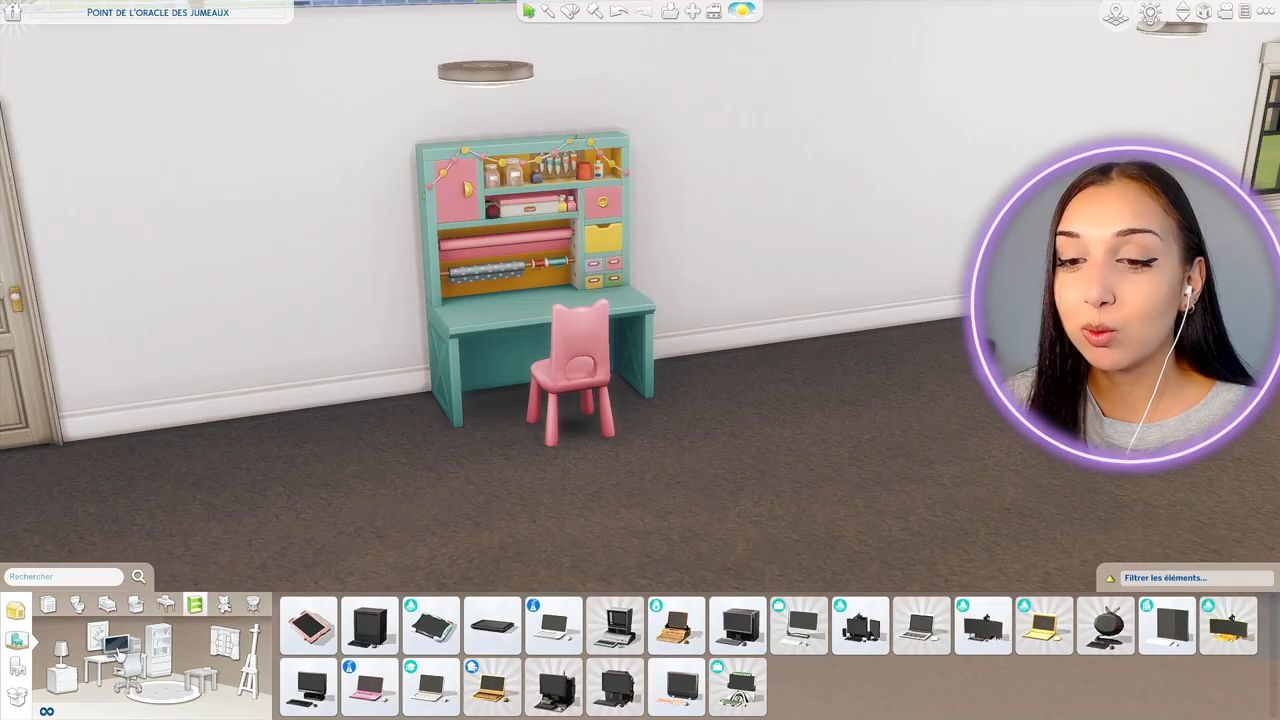 POINT DE L'ORACLE DES JUMEAUX
Rechercher
Filtrer les éléments...